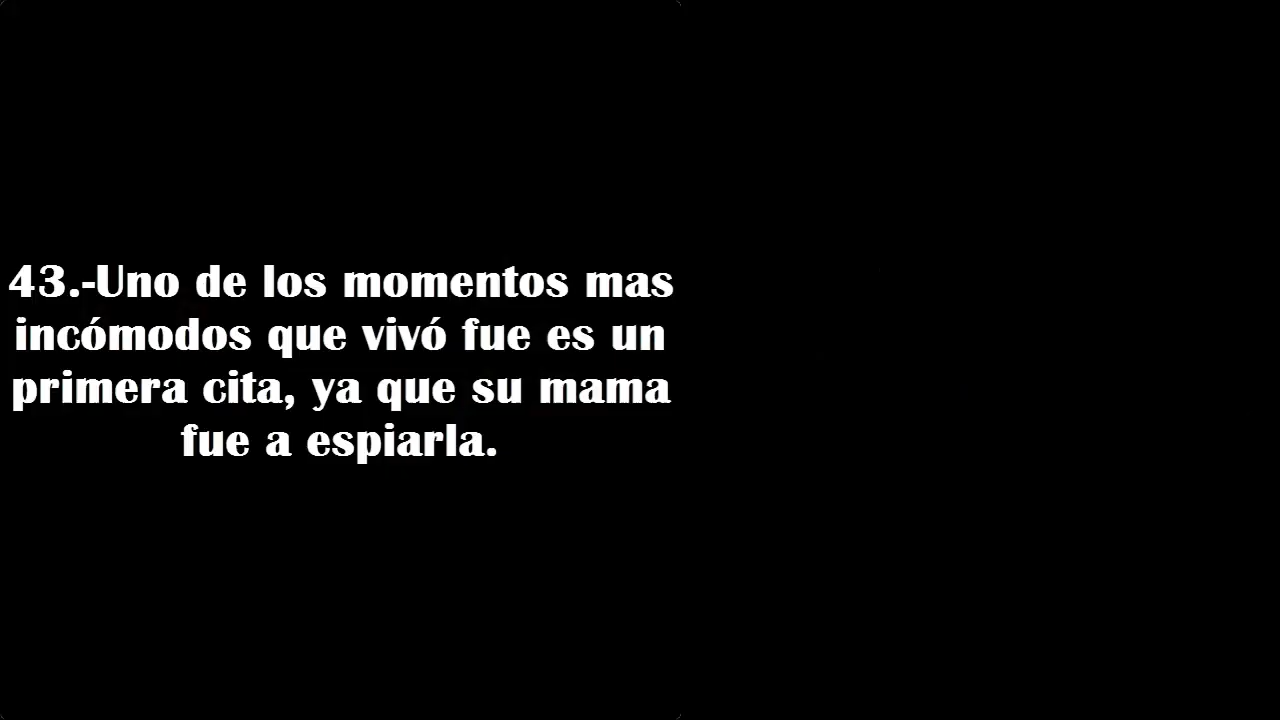 43.-Uno de los momentos mas
incómodos que vivó fue es un
primera cita, ya que su mama
fue a espiarla.